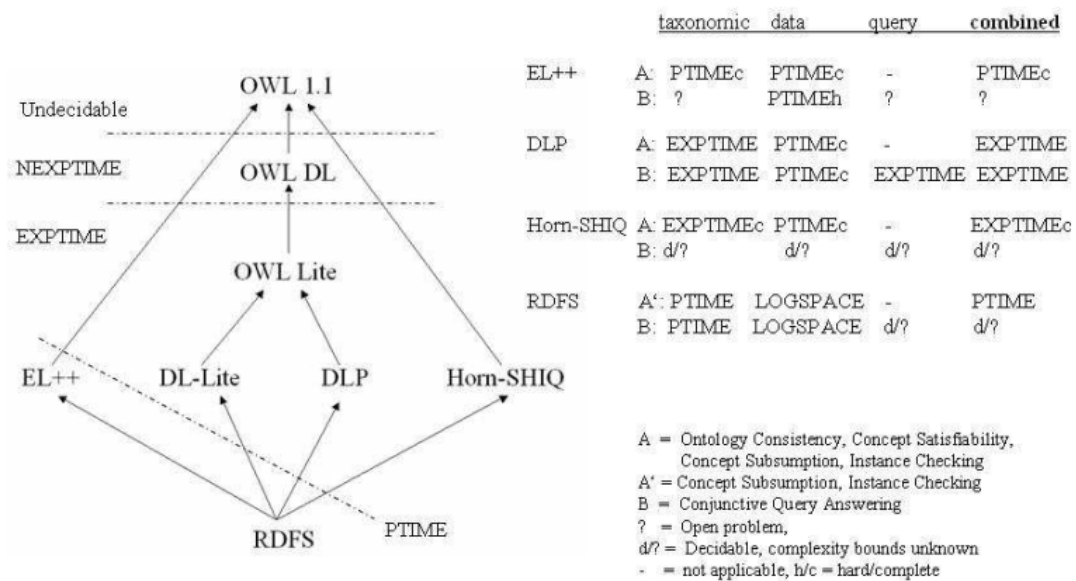 OWL 1.1
Undecidable
NEXPTIME
OWL DL
EXPTIME
OWL Lite
EL++ DL-Lite DLP Horn-SHIQ
RDFS
PTIME
taxonomic data query combined
EL++ A: PTIMEc PTIMEc - PTIMEc
B: ? PTIMEh ? ?
DLP A: EXPTIME PTIMEc - EXPTIME
B: EXPTIME PTIMEc EXPTIME EXPTIME
Horn-SHIQ A: EXPTIMEc PTIMEc - EXPTIMEc
B: d/? d/? d/? d/?
RDFS A‘: PTIME LOGSPACE - PTIME
B: PTIME LOGSPACE d/? d/?
A = Ontology Consistency, Concept Satisfiability,
Concept Subsumption, Instance Checking
A‘ = Concept Subsumption, Instance Checking
B = Conjunctive Query Answering
? = Open problem,
d/? = Decidable, complexity bounds unknown
- = not applicable, h/c = hard/complete